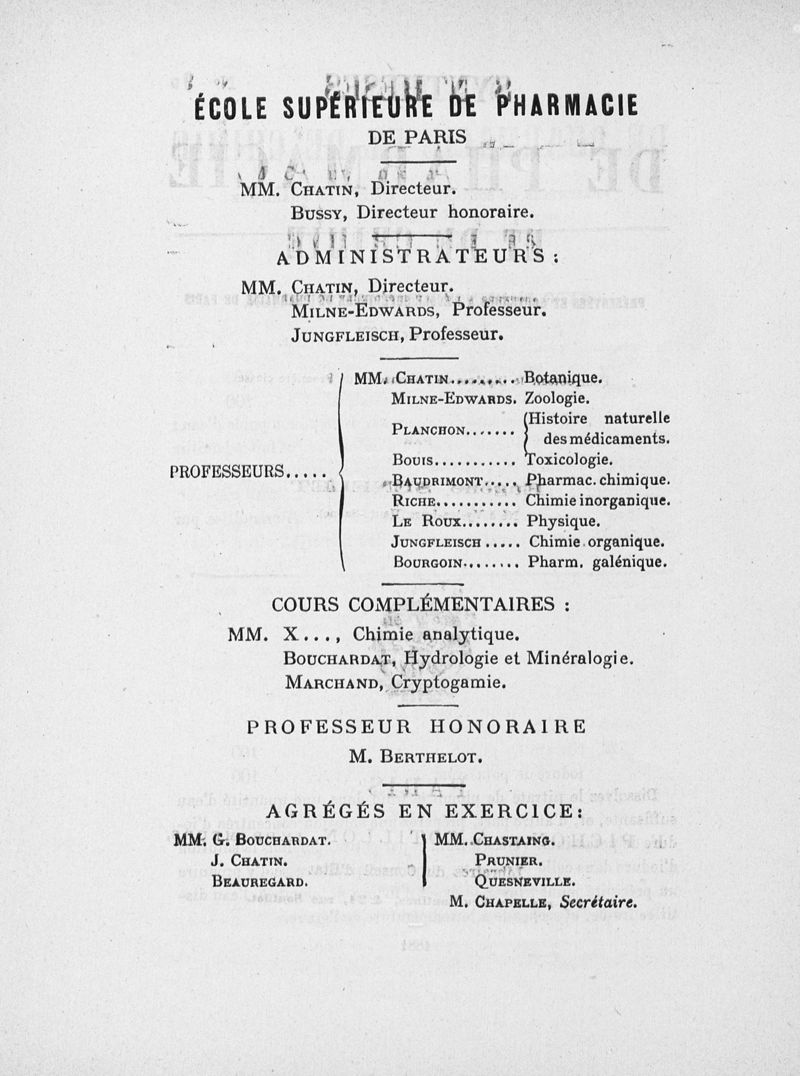 ÉCOLE SUPÉRIEURE DE PHARMACIE
DE PARIS
MM. CHATIN, Directeur.
BUSSY, Directeur honoraire.
ADMINISTRATEURS :
MM. CHATIN, Directeur.
MILNE-EDWARDS, Professeur.
JUNGFLEISCH, Professeur.
PROFESSEURS.....
MM. CHATIN......... Botanique.
MILNE-EDWARDS. Zoologie.
PLANCHON....... Histoire naturelle
des médicaments.
BOUIS........... Toxicologie.
BAUDRIMONT..... Pharmac. chimique.
RICHE........... Chimie inorganique.
LE ROUX........ Physique.
JUNGFLEISCH ..... Chimie organique.
BOURGOIN........ Pharm. galénique.
COURS COMPLÉMENTAIRES :
MM. X..., Chimie analytique.
BOUCHARDAT, Hydrologie et Minéralogie.
MARCHAND, Cryptogamie.
PROFESSEUR HONORAIRE
M. BERTHELOT.
AGRÉGÉS EN EXERCICE:
MM. G. BOUCHARDAT.
J. CHATIN.
BEAUREGARD.
MM. CHASTAING.
PRUNIER.
QUESNEVILLE.
M. CHAPELLE, Secrétaire.